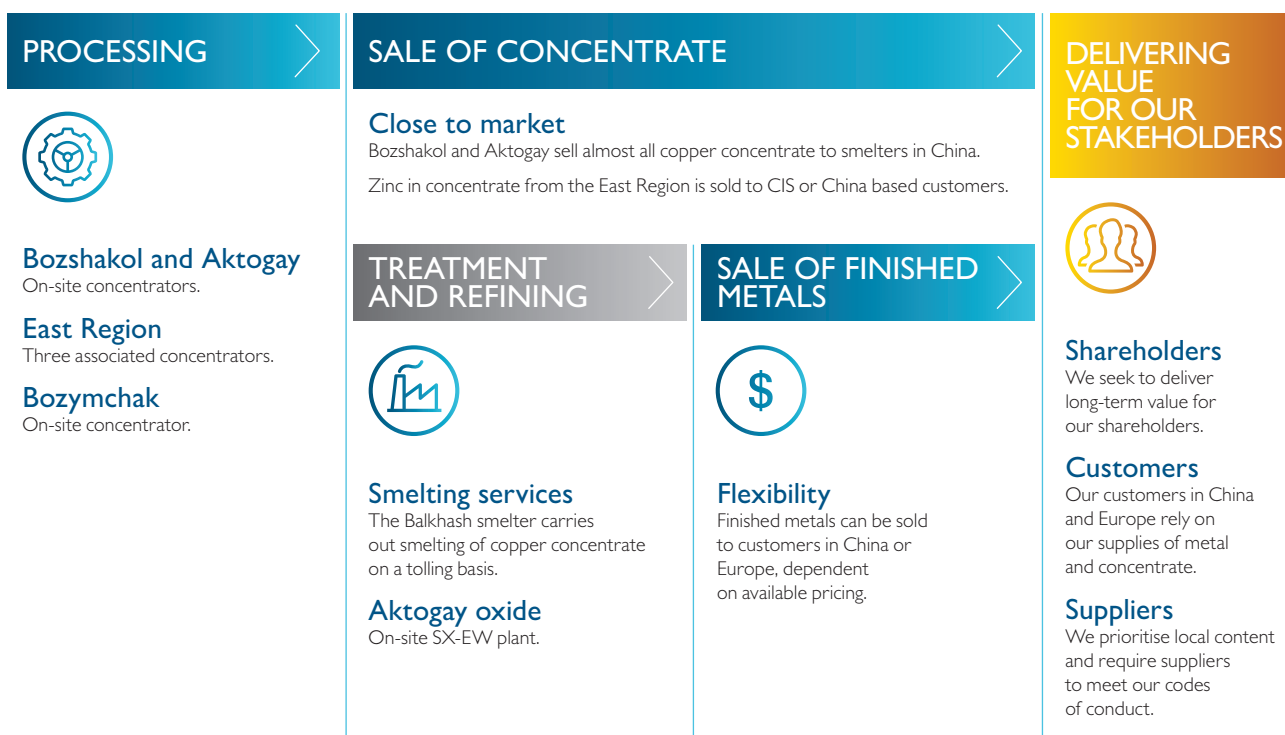 PROCESSING
Bozshakol and Aktogay
On-site concentrators.
East Region
Three associated concentrators.
Bozymchak
On-site concentrator.
SALE OF CONCENTRATE
Close to market
Bozshakol and Aktogay sell almost all copper concentrate to smelters in China.
Zinc in concentrate from the East Region is sold to CIS or China based customers.
TREATMENT
AND REFINING
Smelting services
The Balkhash smelter carries
out smelting of copper concentrate
on a tolling basis.
Aktogay oxide
On-site SX-EW plant.
SALE OF FINISHED
METALS
$
Flexibility
Finished metals can be sold
to customers in China or
Europe, dependent
on available pricing.
DELIVERING
VALUE
FOR OUR
STAKEHOLDERS
Shareholders
We seek to deliver
long-term value for
our shareholders.
Customers
Our customers in China
and Europe rely on
our supplies of metal
and concentrate.
Suppliers
We prioritise local content
and require suppliers
to meet our codes
of conduct.